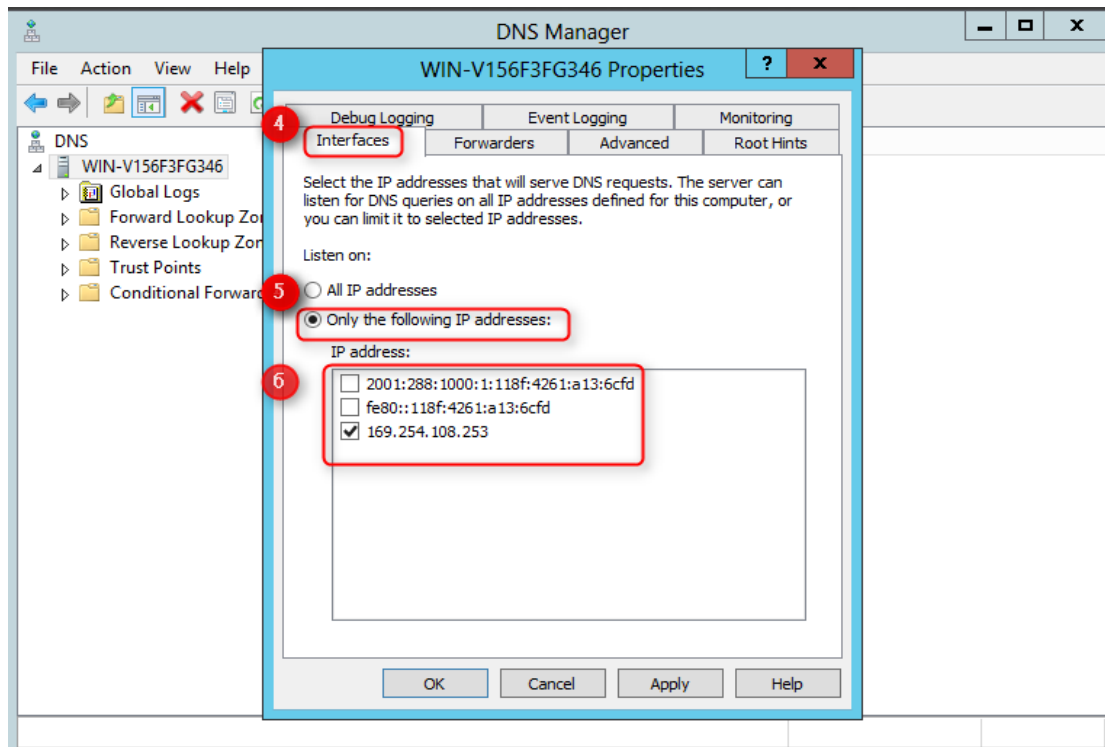 DNS Manager
File Action View Help
WIN-V156F3FG346 Properties
?
x
4
Debug Logging Event Logging Monitoring
Interfaces Forwarders Advanced Root Hints
DNS
WIN-V156F3FG346
Global Logs
Forward Lookup Zo
Reverse Lookup Zor
Trust Points
Conditional Forward
Select the IP addresses that will serve DNS requests. The server can
listen for DNS queries on all IP addresses defined for this computer, or
you can limit it to selected IP addresses.
Listen on:
5
All IP addresses
Only the following IP addresses:
IP address:
6
2001:288:1000:1:118f:4261:a13:6cfd
fe80::118f:4261:a13:6cfd
169.254.108.253
OK Cancel Apply Help